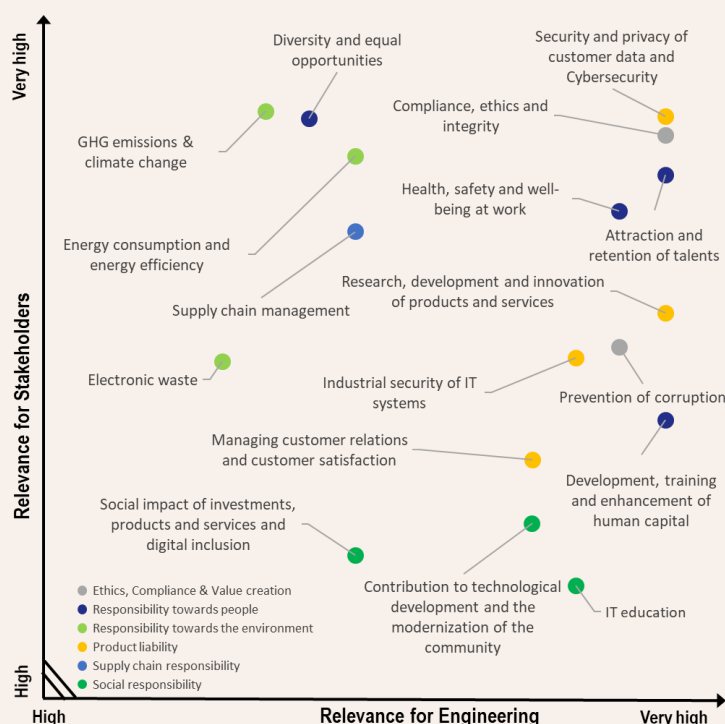 Very high
Diversity and equal
opportunities
Security and privacy of
customer data and
Cybersecurity
Compliance, ethics and
integrity
GHG emissions &
climate change
Health, safety and well-
being at work
Attraction and
retention of talents
Energy consumption and
energy efficiency
Research, development and innovation
of products and services
Supply chain management
Relevance for Stakeholders
Electronic waste
Industrial security of IT
systems
Prevention of corruption
Managing customer relations
and customer satisfaction
Development, training
and enhancement of
human capital
Social impact of investments,
products and services and
digital inclusion
Contribution to technological
development and the
modernization of the
community
IT education
Ethics, Compliance & Value creation
Responsibility towards people
Responsibility towards the environment
Product liability
Supply chain responsibility
Social responsibility
High
High
Relevance for Engineering
Very high